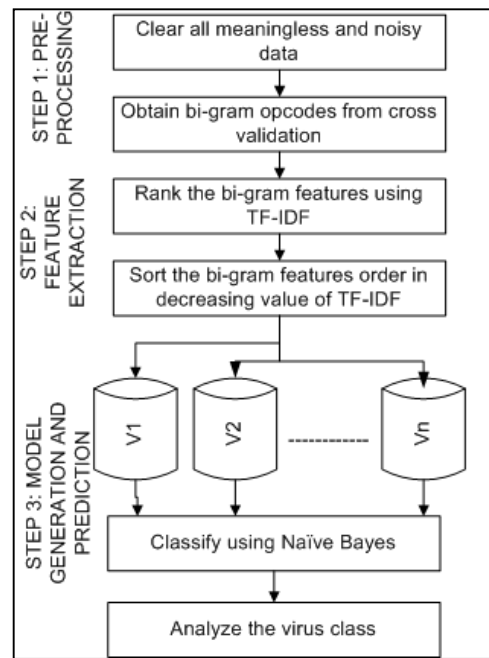 STEP 1: PRE-
PROCESSING
Clear all meaningless and noisy
data
Obtain bi-gram opcodes from cross
validation
STEP 2:
FEATURE
EXTRACTION
Rank the bi-gram features using
TF-IDF
Sort the bi-gram features order in
decreasing value of TF-IDF
STEP 3: MODEL
GENERATION AND
PREDICTION
V1
V2
Vn
Classify using Naïve Bayes
Analyze the virus class